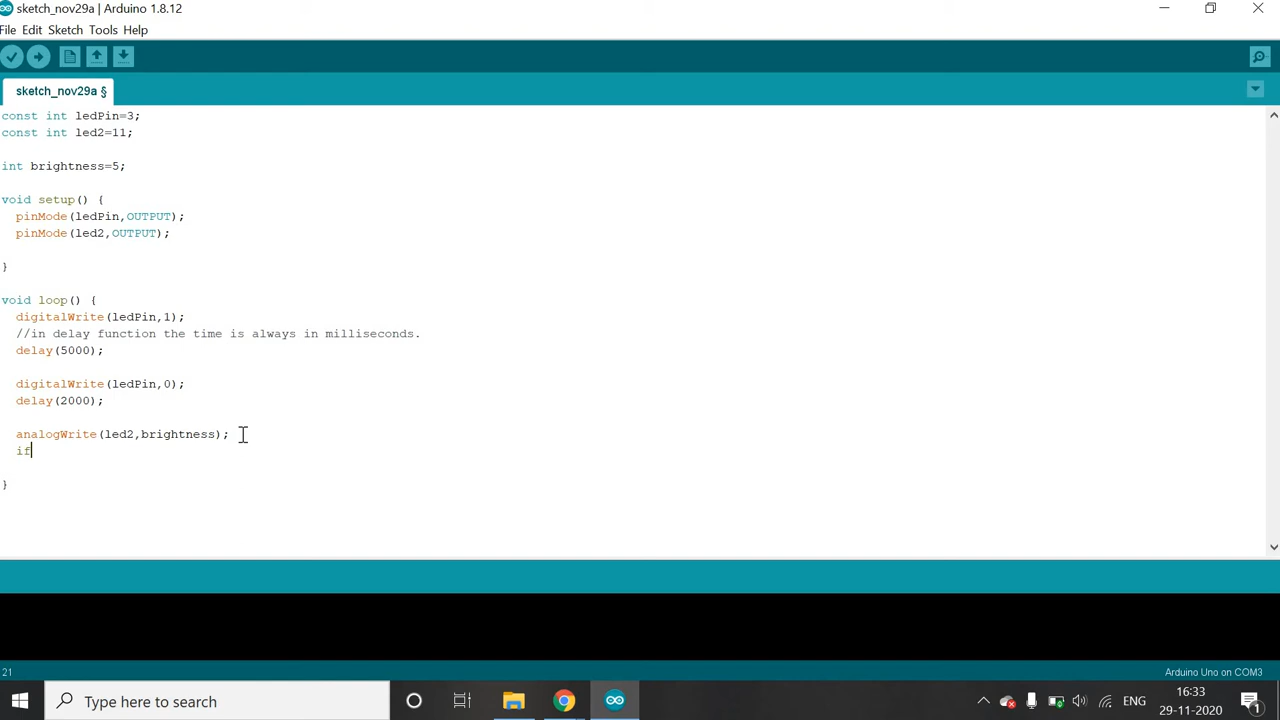 sketch_nov29a | Arduino 1.8.12
File Edit Sketch Tools Help
sketch_nov29a §
const int ledPin=3;
const int led2=11;
int brightness=5;
void setup() {
pinMode(ledPin,OUTPUT);
pinMode(led2,OUTPUT);
}
void loop() {
digitalWrite(ledPin,1);
//in delay function the time is always in milliseconds.
delay(5000);
digitalWrite(ledPin,0);
delay(2000);
analogWrite(led2,brightness);
if
}
21
Arduino Uno on COM3
Type here to search
ENG
16:33
29-11-2020
1